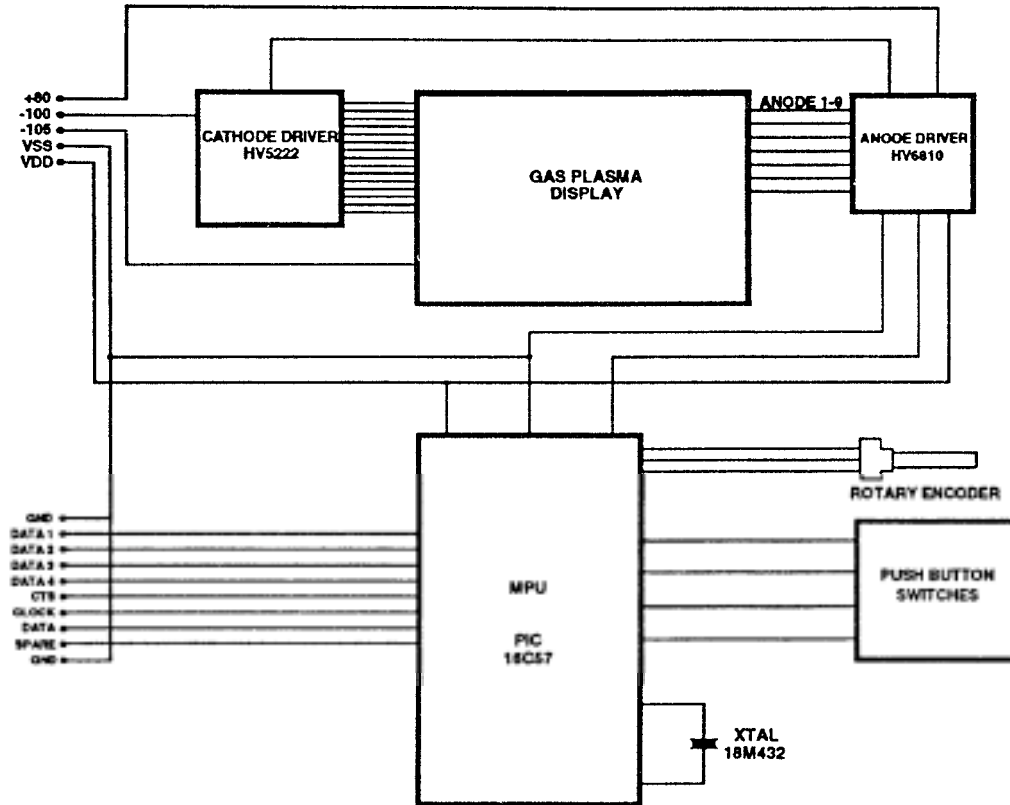 +80
-100
-105
VSS
VDD
CATHODE DRIVER
HV5222
GAS PLASMA
DISPLAY
ANODE 1-9
ANODE DRIVER
HV6810
ROTARY ENCODER
GND
DATA 1
DATA 2
DATA 3
DATA 4
CTS
CLOCK
DATA
SPARE
GND
MPU
PIC
16C57
PUSH BUTTON
SWITCHES
XTAL
18M432